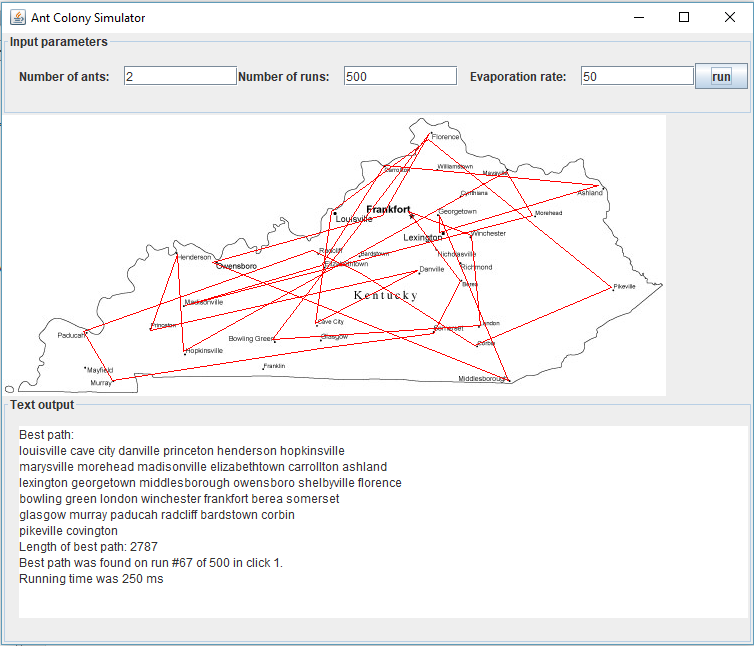 Ant Colony Simulator
Input parameters
Number of ants: 2 Number of runs: 500 Evaporation rate: 50 run
Florence
Carrollton
Williamstown
Maysville
Ashland
Cynthiana
Frankfort
Louisville
Georgetown
Morehead
Lexington
Winchester
Henderson
Owensboro
Radcliff
Bardstown
Elizabethtown
Nicholasville
Richmond
Danville
Berea
Pikeville
Kentucky
Madisonville
Princeton
Cave City
Paducah
Bowling Green
Glasgow
Somerset
London
Corbin
Hopkinsville
Mayfield
Franklin
Murray
Middlesborough
Text output
Best path:
louisville cave city danville princeton henderson hopkinsville
marysville morehead madisonville elizabethtown carrollton ashland
lexington georgetown middlesborough owensboro shelbyville florence
bowling green london winchester frankfort berea somerset
glasgow murray paducah radcliff bardstown corbin
pikeville covington
Length of best path: 2787
Best path was found on run #67 of 500 in click 1.
Running time was 250 ms